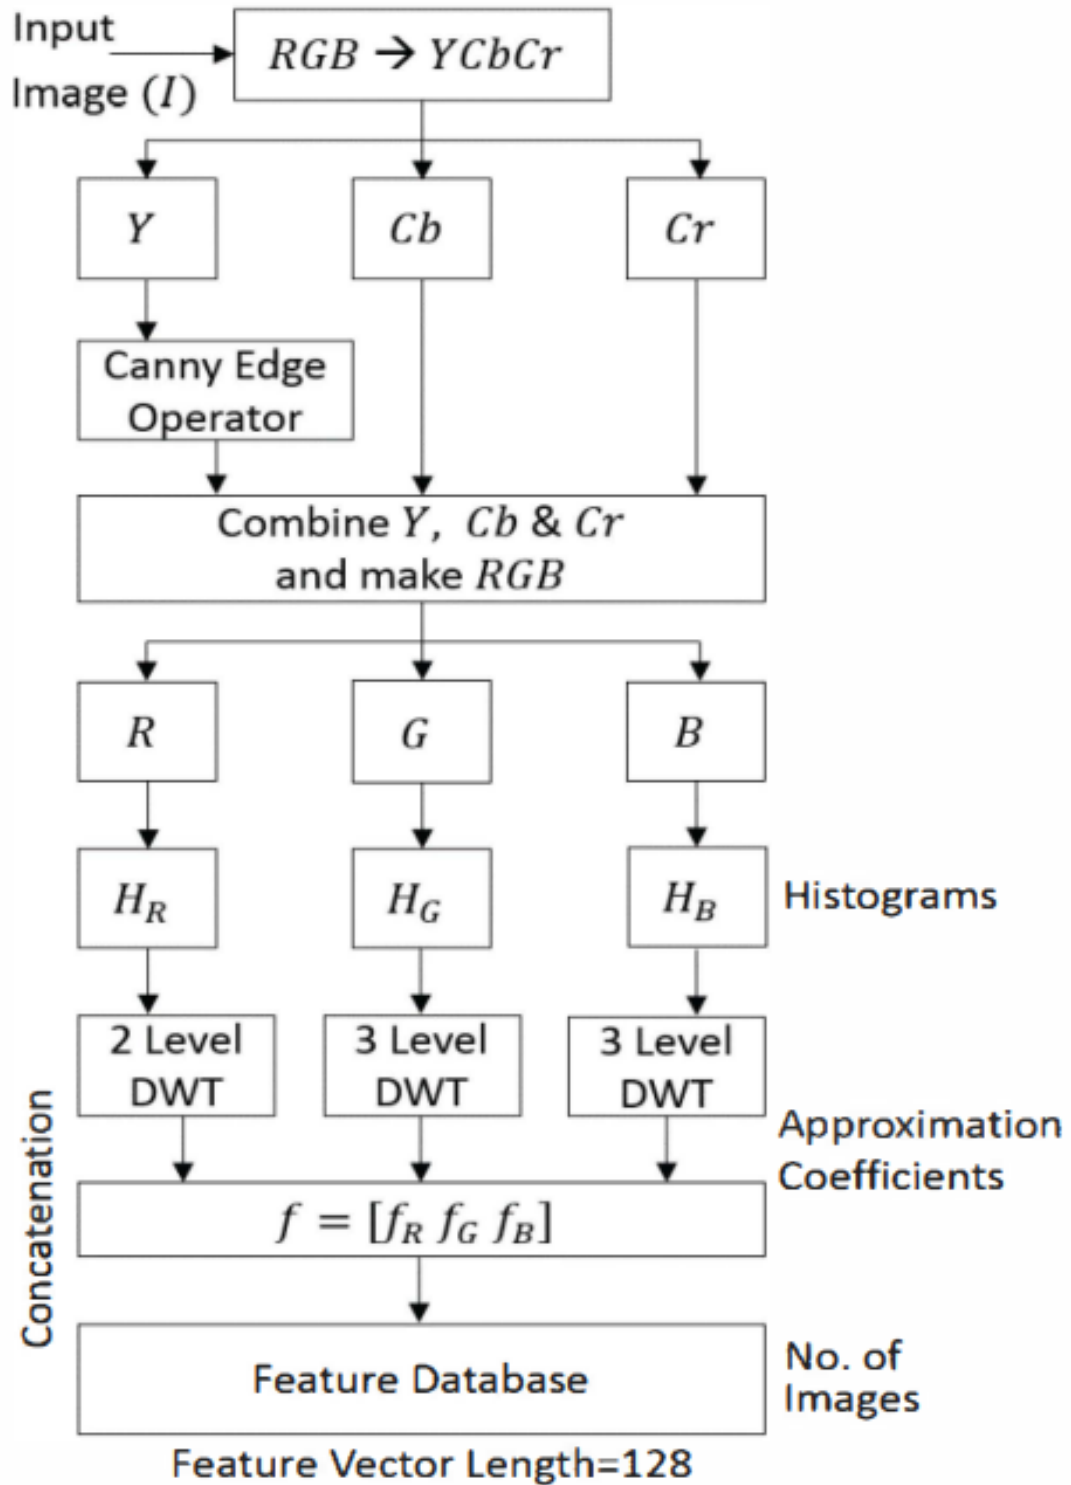 Input
Image (I)
RGB → YCbCr
Y
Cb
Cr
Canny Edge
Operator
Combine Y, Cb & Cr
and make RGB
R
G
B
H_R
H_G
H_B
Histograms
2 Level
DWT
3 Level
DWT
3 Level
DWT
Approximation
Coefficients
Concatenation
f = [f_R f_G f_B]
Feature Database
No. of
Images
Feature Vector Length=128